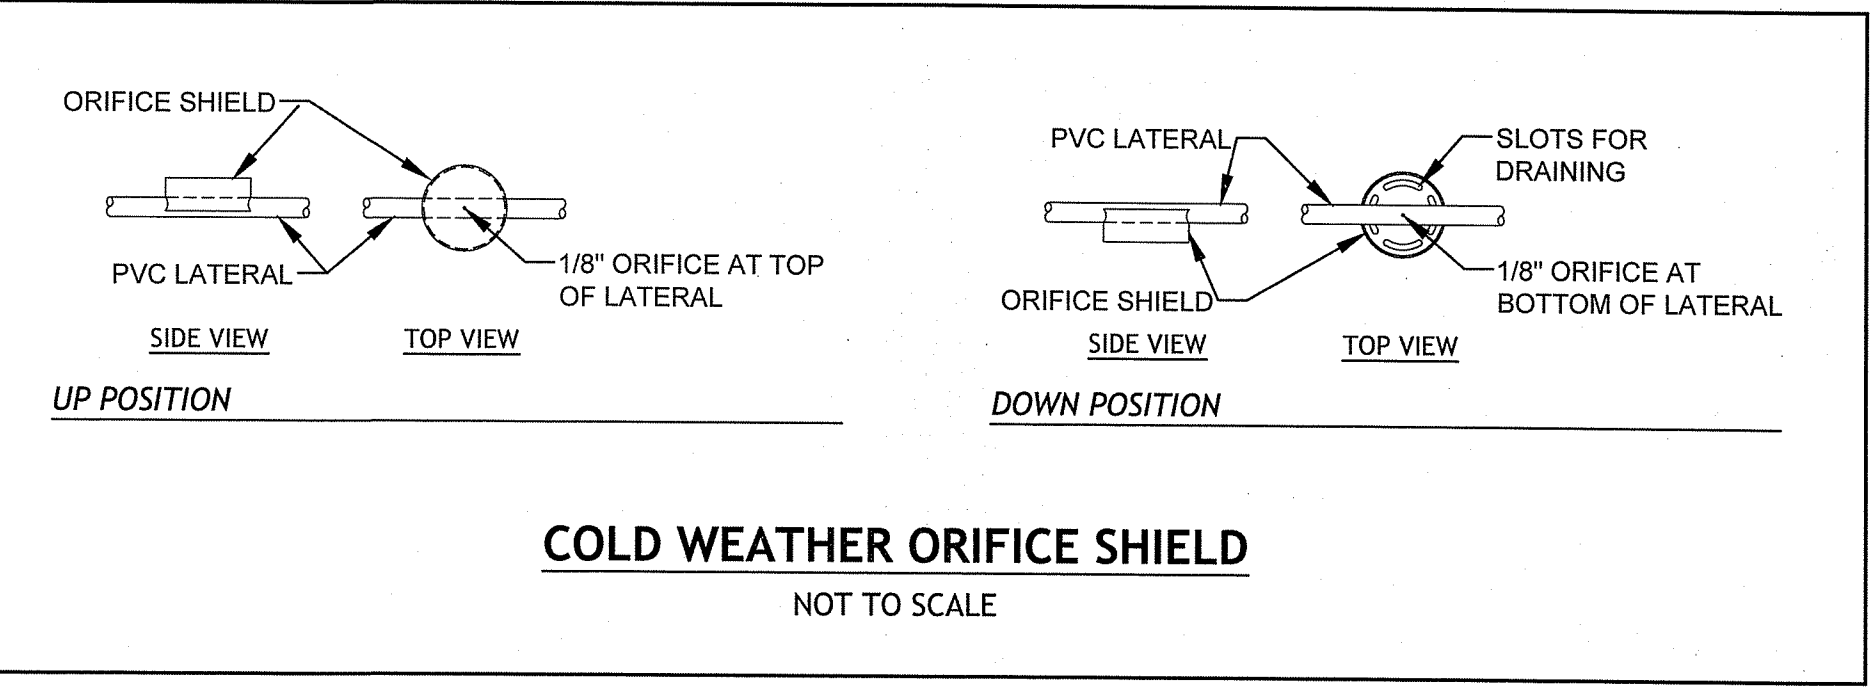 ORIFICE SHIELD
PVC LATERAL
1/8" ORIFICE AT TOP
OF LATERAL
SIDE VIEW
TOP VIEW
UP POSITION
PVC LATERAL
SLOTS FOR
DRAINING
ORIFICE SHIELD
1/8" ORIFICE AT
BOTTOM OF LATERAL
SIDE VIEW
TOP VIEW
DOWN POSITION
COLD WEATHER ORIFICE SHIELD
NOT TO SCALE